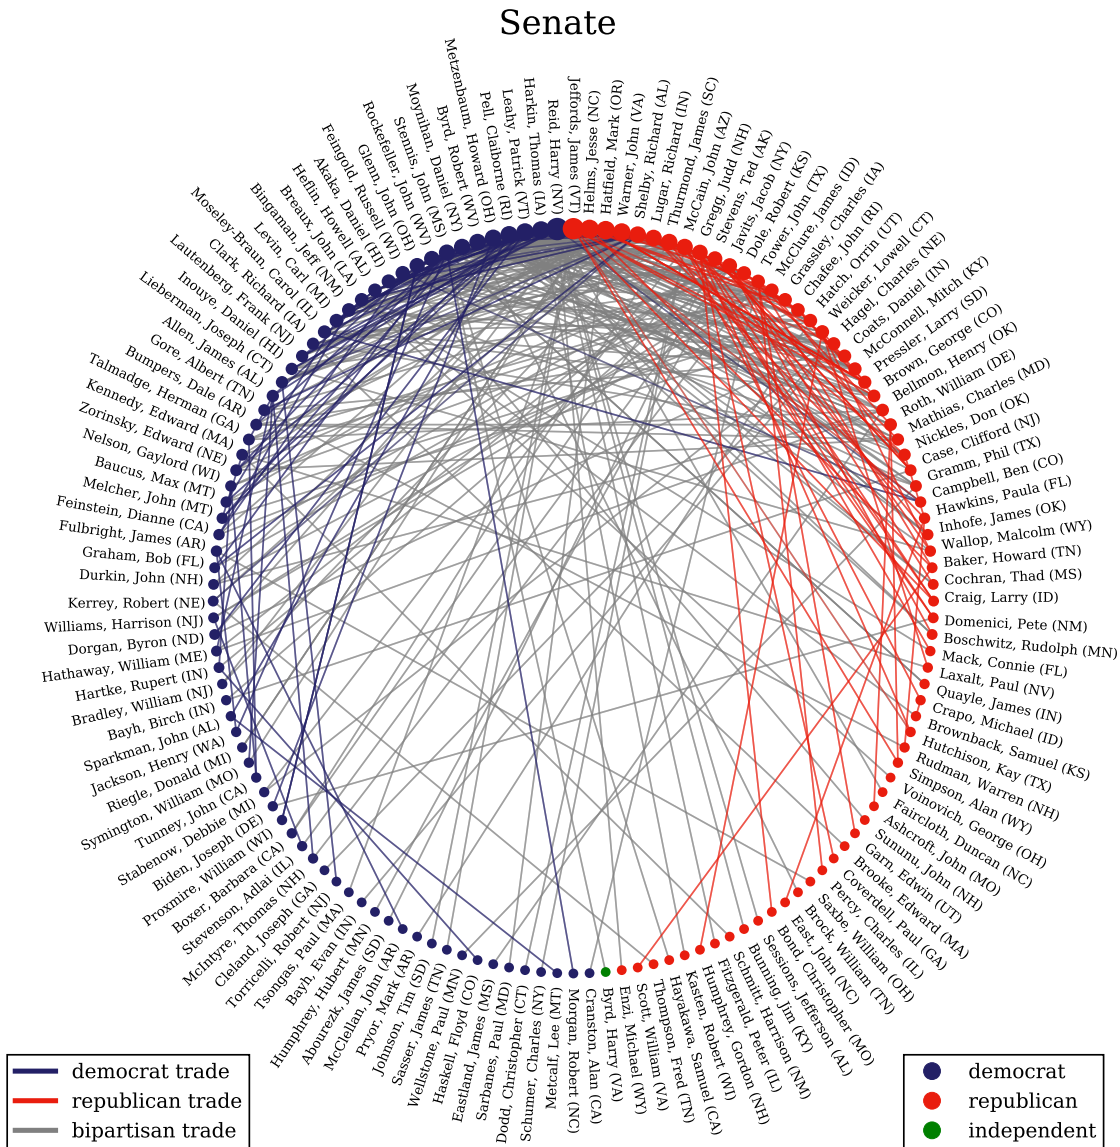 Senate
Jeffords, James (VT)
Helms, Jesse (NC)
Hatfield, Mark (OR)
Warner, John (VA)
Shelby, Richard (AL)
Lugar, Richard (IN)
Thurmond, James (SC)
McCain, John (AZ)
Gregg, Judd (NH)
Stevens, Ted (AK)
Javits, Jacob (NY)
Dole, Robert (KS)
Tower, John (TX)
McClure, James (ID)
Grassley, Charles (IA)
Chafee, John (RI)
Hatch, Orrin (UT)
Weicker, Lowell (CT)
Hagel, Charles (NE)
Coats, Daniel (IN)
McConnell, Mitch (KY)
Pressler, Larry (SD)
Brown, George (CO)
Bellmon, Henry (OK)
Roth, William (DE)
Mathias, Charles (MD)
Nickles, Don (OK)
Case, Clifford (NJ)
Gramm, Phil (TX)
Campbell, Ben (CO)
Hawkins, Paula (FL)
Inhofe, James (OK)
Wallop, Malcolm (WY)
Baker, Howard (TN)
Cochran, Thad (MS)
Craig, Larry (ID)
Domenici, Pete (NM)
Boschwitz, Rudolph (MN)
Mack, Connie (FL)
Laxalt, Paul (NV)
Quayle, James (IN)
Crapo, Michael (ID)
Brownback, Samuel (KS)
Hutchison, Kay (TX)
Rudman, Warren (NH)
Simpson, Alan (WY)
Voinovich, George (OH)
Faircloth, Duncan (NC)
Ashcroft, John (MO)
Sununu, John (NH)
Garn, Edwin (UT)
Brooke, Edward (MA)
Coverdell, Paul (GA)
Percy, Charles (IL)
Saxbe, William (OH)
Brock, William (TN)
East, John (NC)
Bond, Christopher (MO)
Sessions, Jefferson (AL)
Bunning, Jim (KY)
Schmitt, Harrison (NM)
Fitzgerald, Peter (IL)
Humphrey, Gordon (NH)
Kasten, Robert (WI)
Hayakawa, Samuel (CA)
Thompson, Fred (TN)
Scott, William (VA)
Enzi, Michael (WY)
Byrd, Harry (VA)
Cranston, Alan (CA)
Morgan, Robert (NC)
Metcalf, Lee (MT)
Schumer, Charles (NY)
Dodd, Christopher (CT)
Sarbanes, Paul (MD)
Eastland, James (MS)
Haskell, Floyd (CO)
Wellstone, Paul (MN)
Sasser, James (TN)
Johnson, Tim (SD)
Pryor, Mark (AR)
McClellan, John (AR)
Abourezk, James (SD)
Humphrey, Hubert (MN)
Bayh, Evan (IN)
Tsongas, Paul (MA)
Torricelli, Robert (NJ)
Cleland, Joseph (GA)
McIntyre, Thomas (NH)
Stevenson, Adlai (IL)
Boxer, Barbara (CA)
Proxmire, William (WI)
Biden, Joseph (DE)
Stabenow, Debbie (MI)
Tunney, John (CA)
Symington, William (MO)
Riegle, Donald (MI)
Jackson, Henry (WA)
Sparkman, John (AL)
Bayh, Birch (IN)
Bradley, William (NJ)
Hartke, Rupert (IN)
Hathaway, William (ME)
Dorgan, Byron (ND)
Williams, Harrison (NJ)
Kerrey, Robert (NE)
Durkin, John (NH)
Graham, Bob (FL)
Fulbright, James (AR)
Feinstein, Dianne (CA)
Melcher, John (MT)
Baucus, Max (MT)
Nelson, Gaylord (WI)
Zorinsky, Edward (NE)
Kennedy, Edward (MA)
Talmadge, Herman (GA)
Bumpers, Dale (AR)
Gore, Albert (TN)
Allen, James (AL)
Lieberman, Joseph (CT)
Inouye, Daniel (HI)
Lautenberg, Frank (NJ)
Clark, Richard (IA)
Moseley-Braun, Carol (IL)
Levin, Carl (MI)
Bingaman, Jeff (NM)
Breaux, John (LA)
Heflin, Howell (AL)
Akaka, Daniel (HI)
Feingold, Russell (WI)
Glenn, John (OH)
Rockefeller, John (WV)
Stennis, John (MS)
Moynihan, Daniel (NY)
Byrd, Robert (WV)
Metzenbaum, Howard (OH)
Pell, Claiborne (RI)
Leahy, Patrick (VT)
Harkin, Thomas (IA)
Reid, Harry (NV)
democrat trade
republican trade
bipartisan trade
democrat
republican
independent